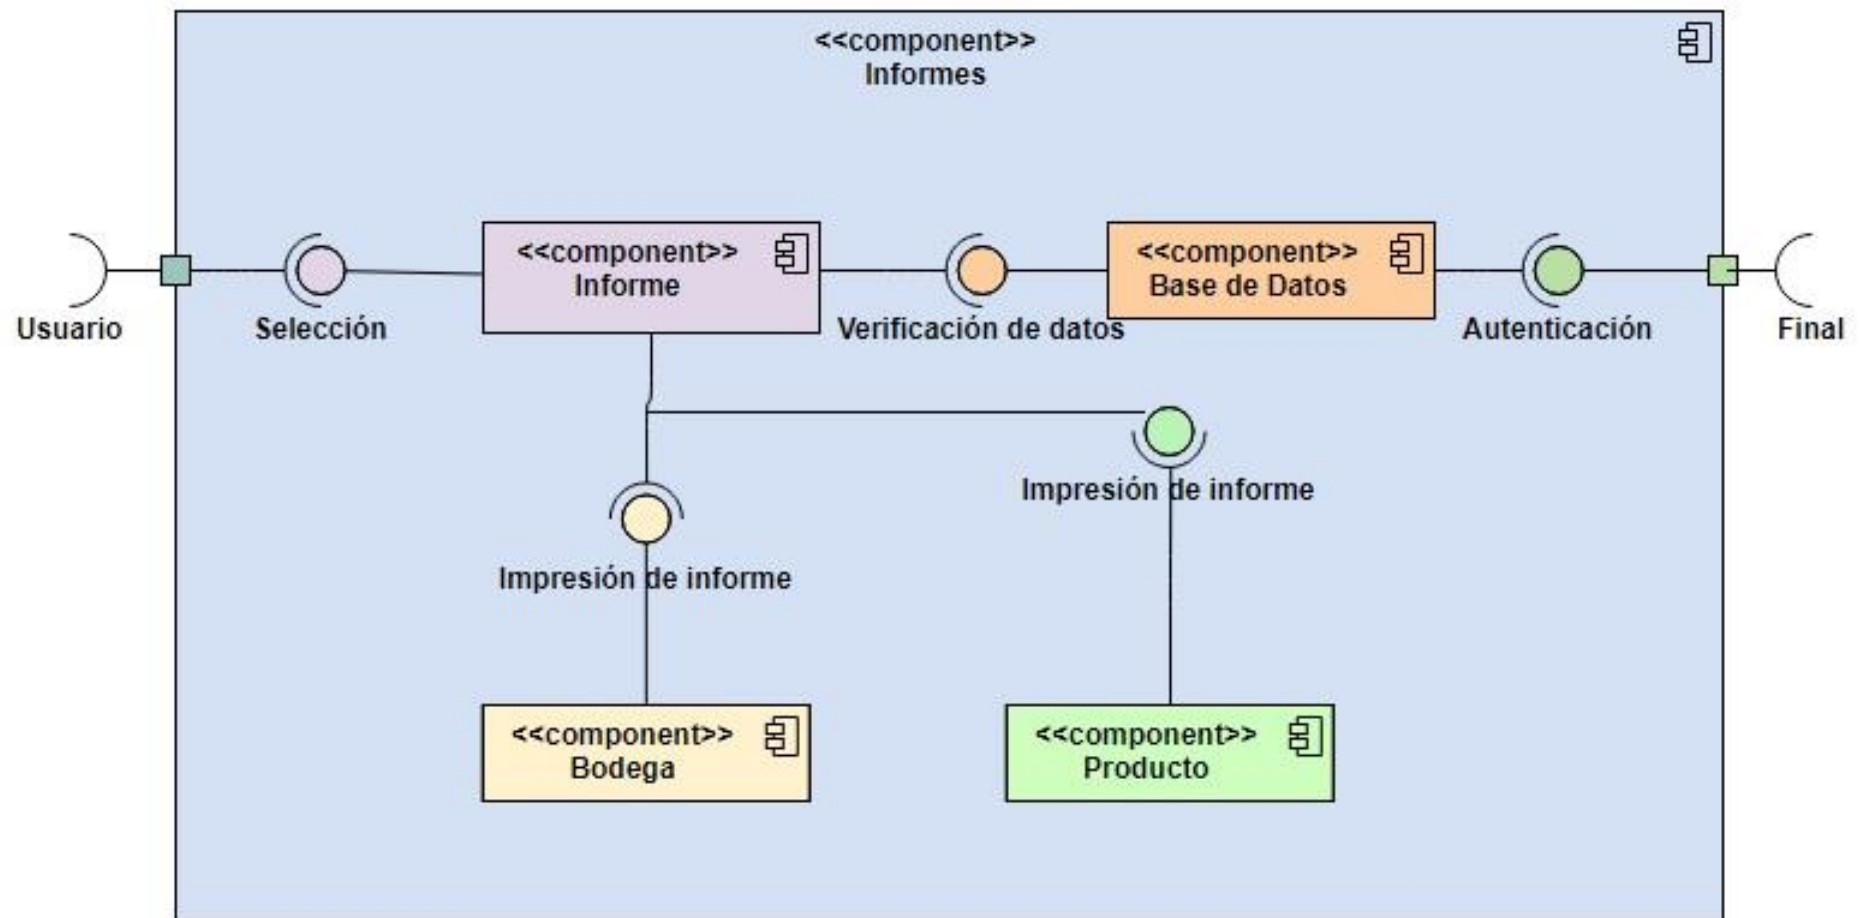 <<component>>
Informes
<<component>>
Informe
<<component>>
Base de Datos
Usuario
Selección
Verificación de datos
Autenticación
Final
Impresión de informe
Impresión de informe
<<component>>
Bodega
<<component>>
Producto